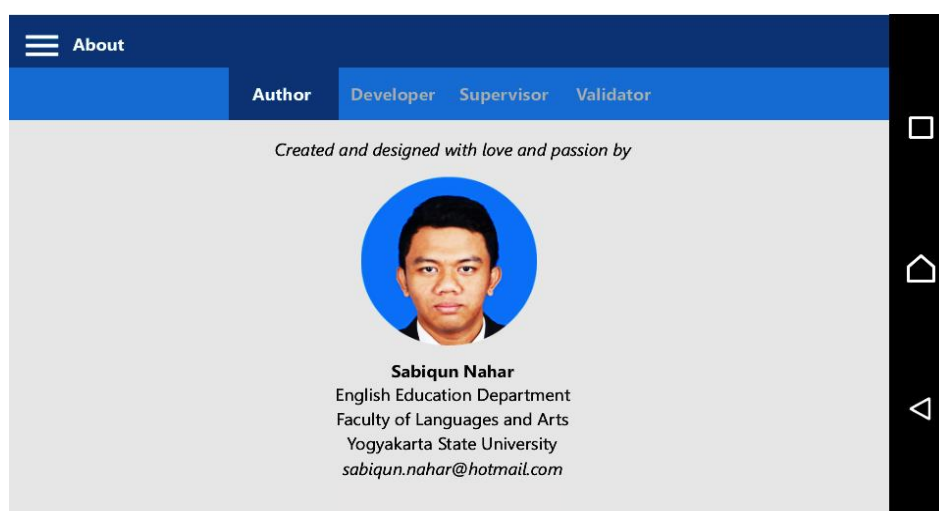 About
Author Developer Supervisor Validator
Created and designed with love and passion by
Sabiqun Nahar
English Education Department
Faculty of Languages and Arts
Yogyakarta State University
sabiqun.nahar@hotmail.com